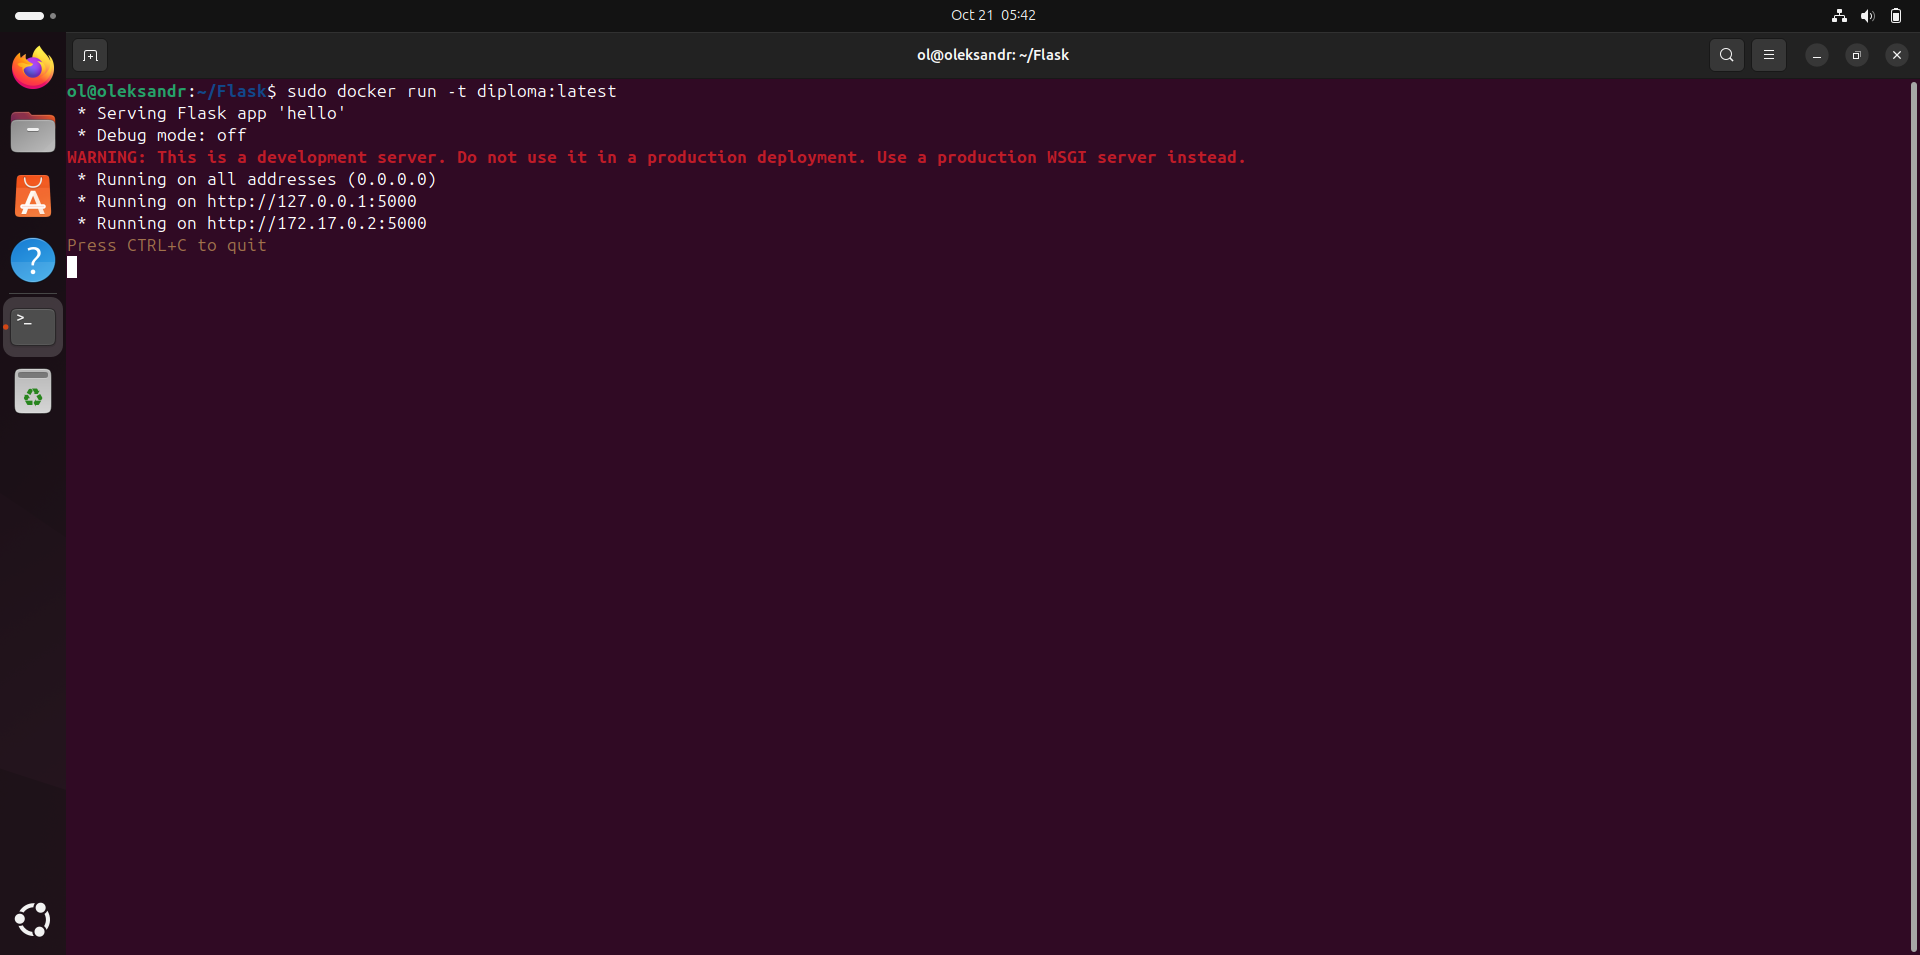 Oct 21 05:42
ol@oleksandr: ~/Flask
ol@oleksandr:~/Flask$ sudo docker run -t diploma:latest
 * Serving Flask app 'hello'
 * Debug mode: off
WARNING: This is a development server. Do not use it in a production deployment. Use a production WSGI server instead.
 * Running on all addresses (0.0.0.0)
 * Running on http://127.0.0.1:5000
 * Running on http://172.17.0.2:5000
Press CTRL+C to quit